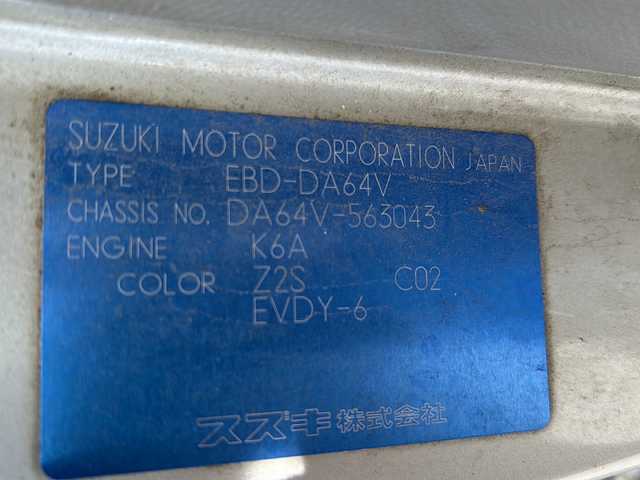 SUZUKI MOTOR CORPORATION JAPAN
TYPE EBD-DA64V
CHASSIS NO. DA64V-563043
ENGINE K6A
COLOR Z2S C02
EVDY-6
スズキ株式会社